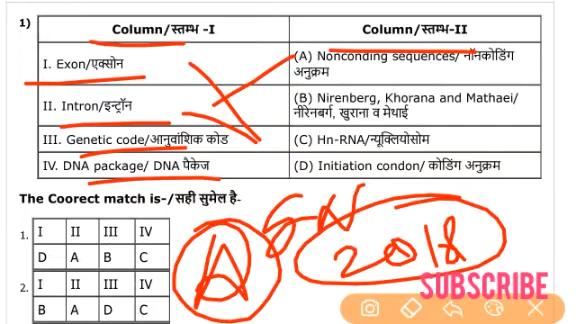 1) Column/स्तम्भ -I Column/स्तम्भ-II
I. Exon/एक्सोन (A) Nonconding sequences/ नॉनकोडिंग अनुक्रम
II. Intron/इन्ट्रॉन (B) Nirenberg, Khorana and Mathaei/ नीरेनबर्ग, खुराना व मेथाई
III. Genetic code/आनुवांशिक कोड (C) Hn-RNA/न्यूक्लियोसोम
IV. DNA package/ DNA पैकेज (D) Initiation condon/ कोडिंग अनुक्रम
The Coorect match is-/सही सुमेल है-
1. I II III IV
D A B C
2. I II III IV
B A D C
A
2018
SUBSCRIBE